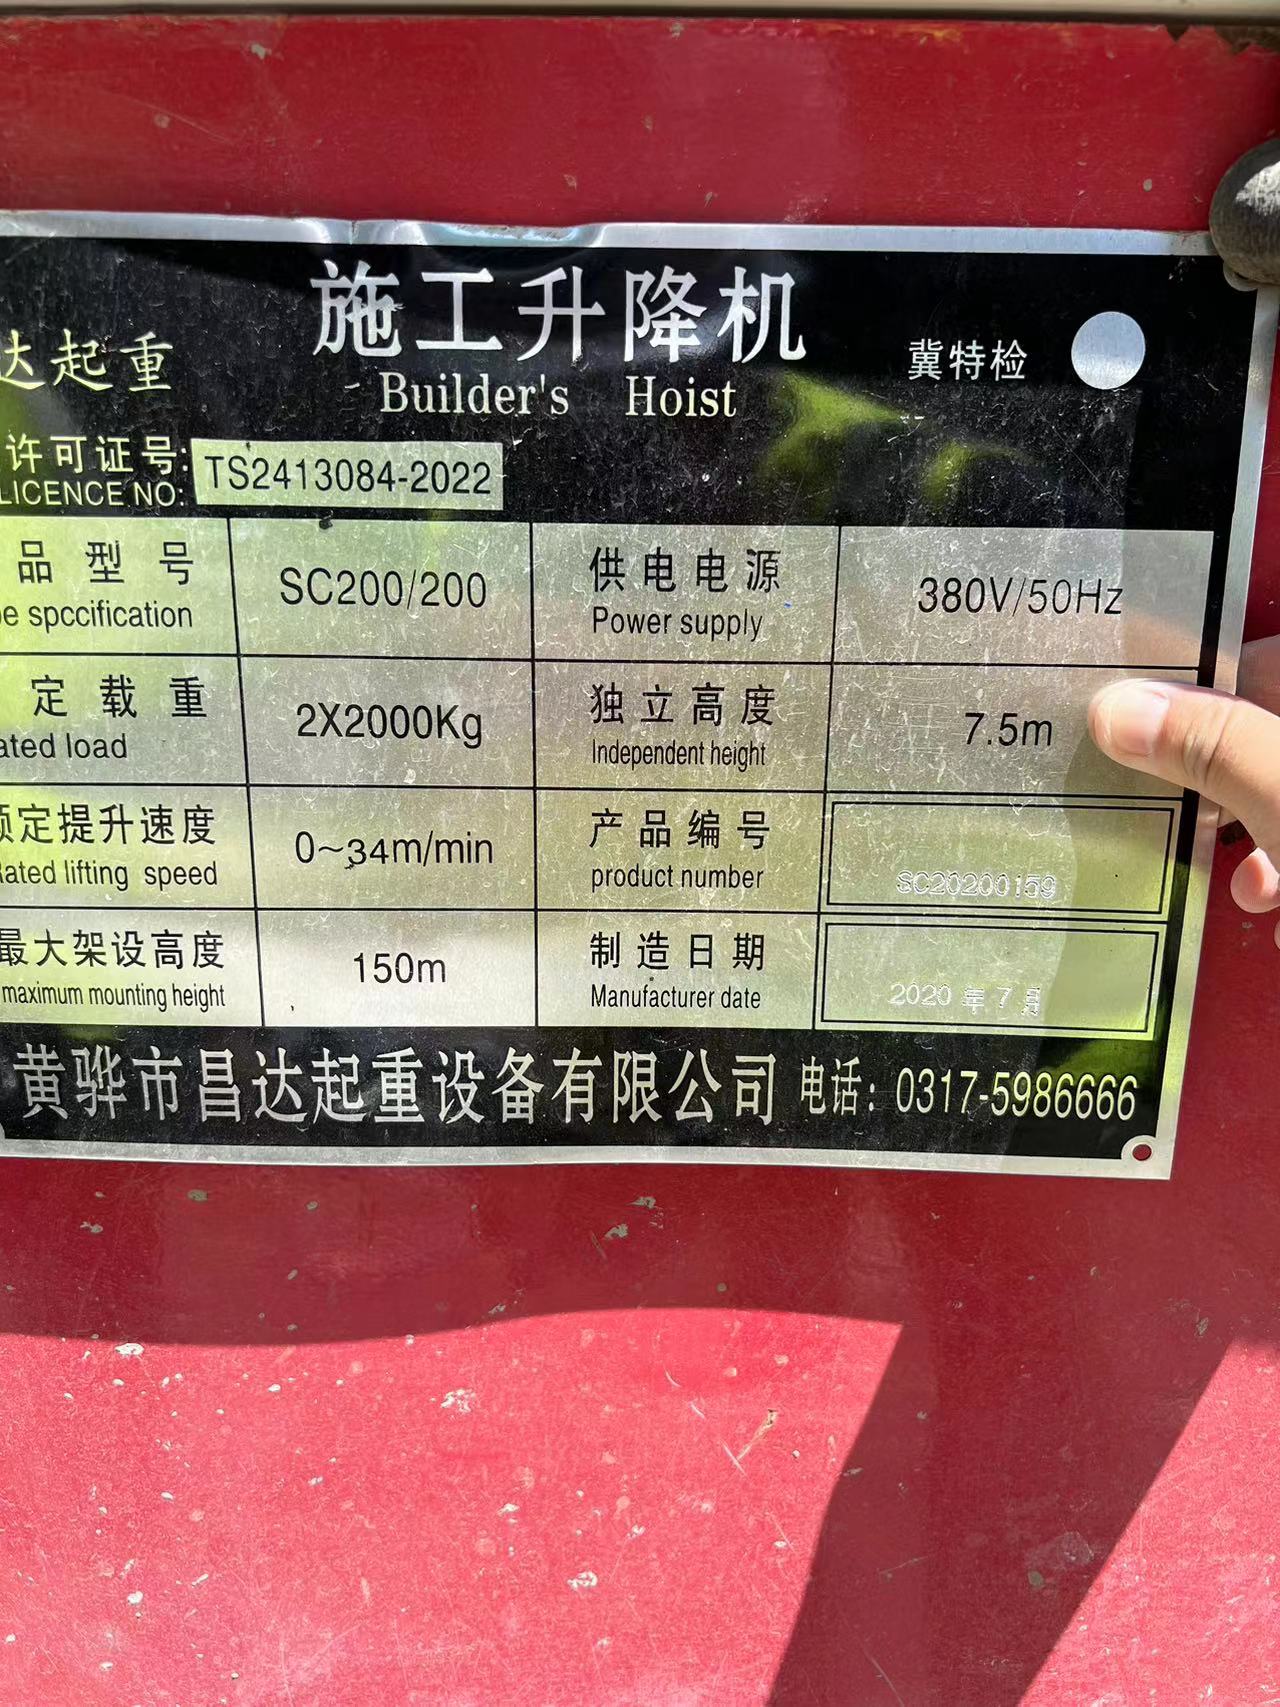 施工升降机
Builder's Hoist
达起重
冀特检
许可证号:
LICENCE NO:
TS2413084-2022
品型号
spccification
SC200/200
供电电源
Power supply
380V/50Hz
定载重
load
2X2000Kg
独立高度
Independent height
7.5m
额定提升速度
lifting speed
0~34m/min
产品编号
product number
SC20200159
最大架设高度
maximum mounting height
150m
制造日期
Manufacturer date
2020年7月
黄骅市昌达起重设备有限公司 电话: 0317-5986666